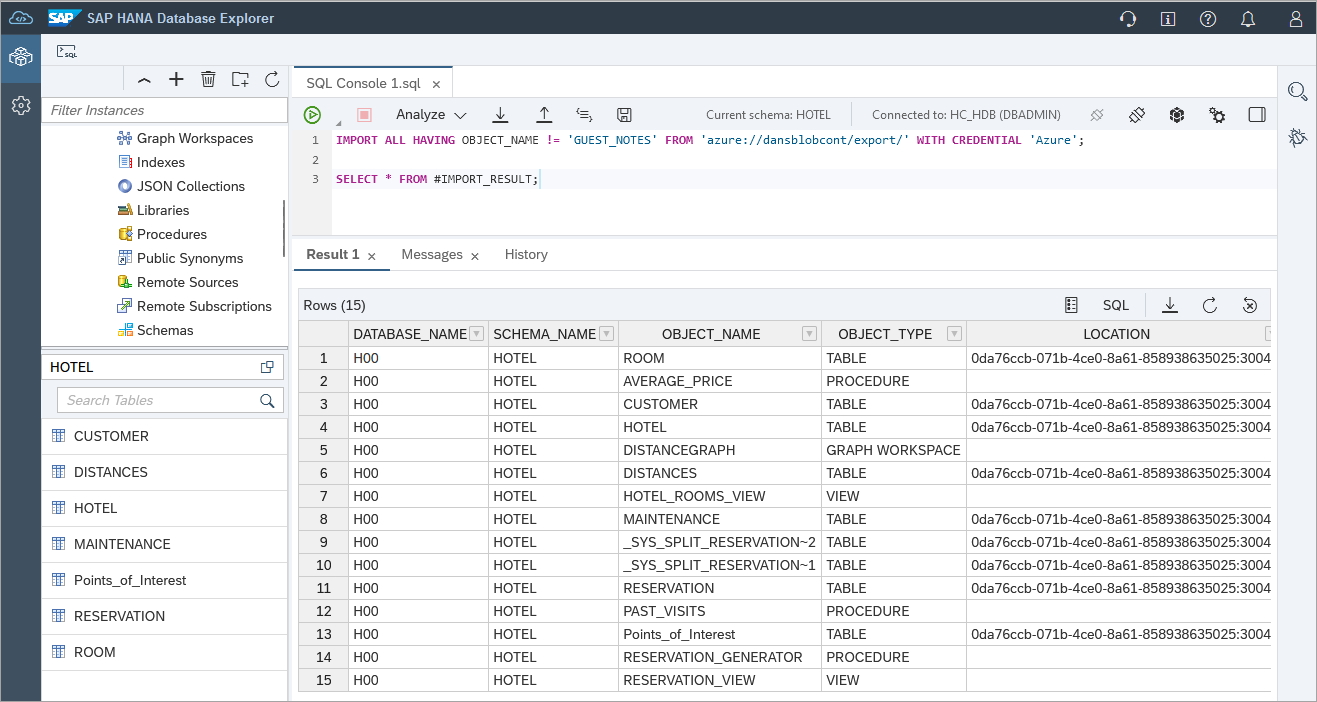 SAP SAP HANA Database Explorer
SQL
Filter Instances
Graph Workspaces
Indexes
JSON Collections
Libraries
Procedures
Public Synonyms
Remote Sources
Remote Subscriptions
Schemas
HOTEL
Search Tables
CUSTOMER
DISTANCES
HOTEL
MAINTENANCE
Points_of_Interest
RESERVATION
ROOM
SQL Console 1.sql
Analyze Current schema: HOTEL Connected to: HC_HDB (DBADMIN)
1 IMPORT ALL HAVING OBJECT_NAME != 'GUEST_NOTES' FROM 'azure://dansblobcont/export/' WITH CREDENTIAL 'Azure';
2
3 SELECT * FROM #IMPORT_RESULT;
Result 1 Messages History
Rows (15) SQL
DATABASE_NAME SCHEMA_NAME OBJECT_NAME OBJECT_TYPE LOCATION
1 H00 HOTEL ROOM TABLE 0da76ccb-071b-4ce0-8a61-858938635025:3004
2 H00 HOTEL AVERAGE_PRICE PROCEDURE
3 H00 HOTEL CUSTOMER TABLE 0da76ccb-071b-4ce0-8a61-858938635025:3004
4 H00 HOTEL HOTEL TABLE 0da76ccb-071b-4ce0-8a61-858938635025:3004
5 H00 HOTEL DISTANCEGRAPH GRAPH WORKSPACE
6 H00 HOTEL DISTANCES TABLE 0da76ccb-071b-4ce0-8a61-858938635025:3004
7 H00 HOTEL HOTEL_ROOMS_VIEW VIEW
8 H00 HOTEL MAINTENANCE TABLE 0da76ccb-071b-4ce0-8a61-858938635025:3004
9 H00 HOTEL _SYS_SPLIT_RESERVATION~2 TABLE 0da76ccb-071b-4ce0-8a61-858938635025:3004
10 H00 HOTEL _SYS_SPLIT_RESERVATION~1 TABLE 0da76ccb-071b-4ce0-8a61-858938635025:3004
11 H00 HOTEL RESERVATION TABLE 0da76ccb-071b-4ce0-8a61-858938635025:3004
12 H00 HOTEL PAST_VISITS PROCEDURE
13 H00 HOTEL Points_of_Interest TABLE 0da76ccb-071b-4ce0-8a61-858938635025:3004
14 H00 HOTEL RESERVATION_GENERATOR PROCEDURE
15 H00 HOTEL RESERVATION_VIEW VIEW